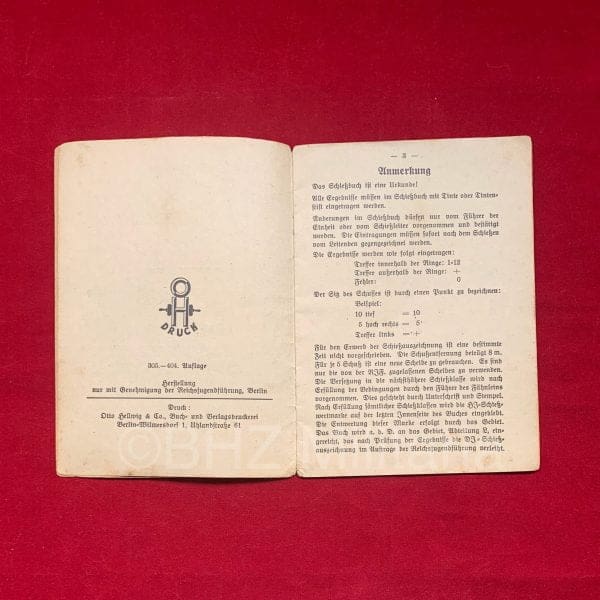 OH
DRUCK
305.—404. Auflage
Herstellung
nur mit Genehmigung der Reichsjugendführung, Berlin
Druck:
Otto Hellwig & Co., Buch- und Verlagsdruckerei
Berlin-Wilmersdorf 1, Uhlandstraße 61
— 3 —
Anmerkung
Das Schießbuch ist eine Urkunde!
Alle Ergebnisse müssen im Schießbuch mit Tinte oder Tinten-
stift eingetragen werden.
Änderungen im Schießbuch dürfen nur vom Führer der
Einheit oder vom Schießleiter vorgenommen und bestätigt
werden. Die Eintragungen müssen sofort nach dem Schießen
vom Leitenden gegengezeichnet werden.
Die Ergebnisse werden wie folgt eingetragen:
Treffer innerhalb der Ringe: 1-12
Treffer außerhalb der Ringe: +
Fehler: 0
Der Sitz des Schusses ist durch einen Punkt zu bezeichnen:
Beispiel:
10 tief = 10
5 hoch rechts = 5
Treffer links = +
Für den Erwerb der Schießauszeichnung ist eine bestimmte
Zeit nicht vorgeschrieben. Die Schußentfernung beträgt 8 m.
Für je 5 Schuß ist eine neue Scheibe zu gebrauchen. Es sind
nur die von der RJF. zugelassenen Scheiben zu verwenden.
Die Versetzung in die nächsthöhere Schießklasse wird nach
Erfüllung der Bedingungen durch den Führer des Fähnleins
vorgenommen. Dies geschieht durch Unterschrift und Stempel.
Nach Erfüllung sämtlicher Schießklassen wird die HJ-Schieß-
wertmarke auf der letzten Innenseite des Buches eingeklebt.
Die Entwertung dieser Marke erfolgt durch das Gebiet.
Das Buch wird a. d. D. an das Gebiet, Abteilung L, ein-
gereicht, das nach Prüfung der Ergebnisse die DJ-Schieß-
auszeichnung im Auftrage der Reichsjugendführung verleiht.